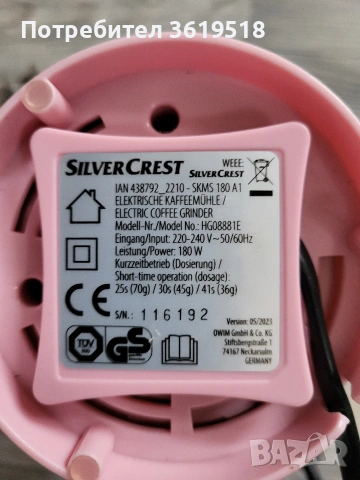 Потребител 3619518
SILVERCREST
WEEE:
SILVERCREST
IAN 438792_2210 - SKMS 180 A1
ELEKTRISCHE KAFFEEMÜHLE /
ELECTRIC COFFEE GRINDER
Modell-Nr./Model No.: HG08881E
Eingang/Input: 220-240 V~50/60Hz
Leistung/Power: 180 W
Kurzzeitbetrieb (Dosierung) /
Short-time operation (dosage):
25s (70g) / 30s (45g) / 41s (36g)
CE
S/N.: 116192
TÜV
GS
Version: 05/2023
OWIM GmbH & Co. KG
Stiftsbergstraße 1
74167 Neckarsulm
GERMANY
bazar